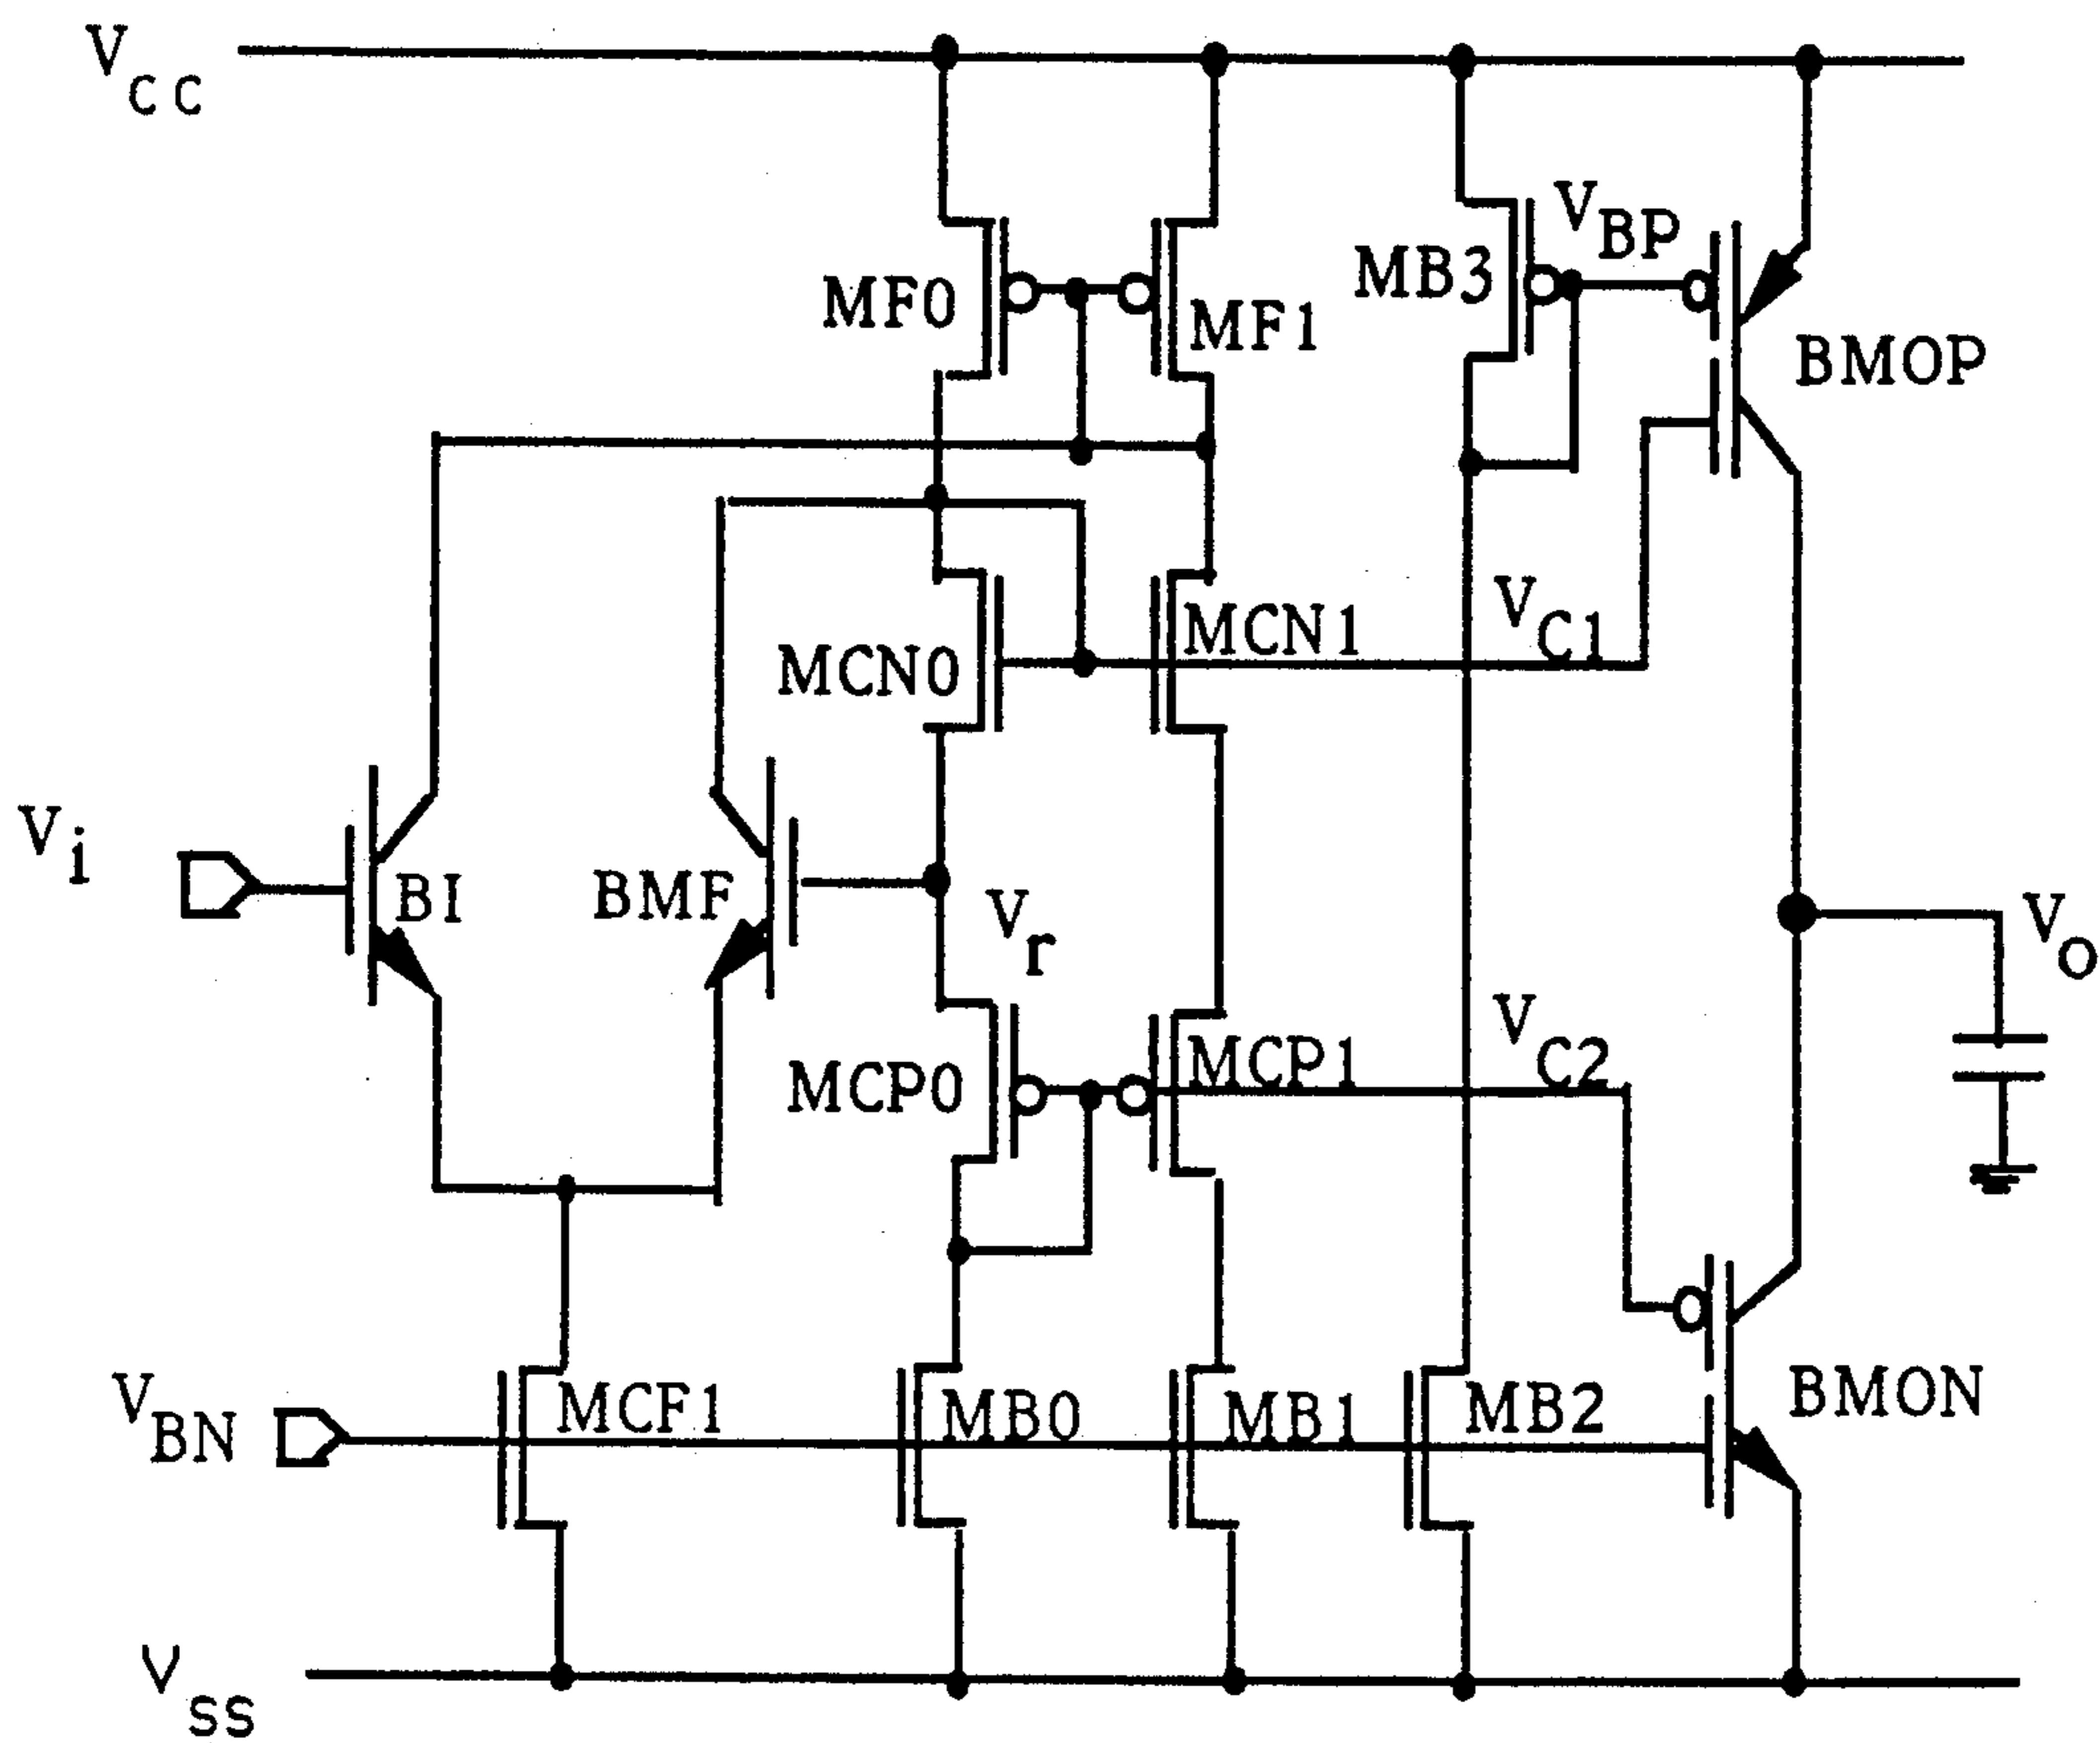 VCC
MF0
MF1
MB3
VBP
BMOP
MCN0
MCN1
VC1
Vi
BI
BMF
Vr
Vo
MCP0
MCP1
VC2
VBN
MCF1
MB0
MB1
MB2
BMON
VSS